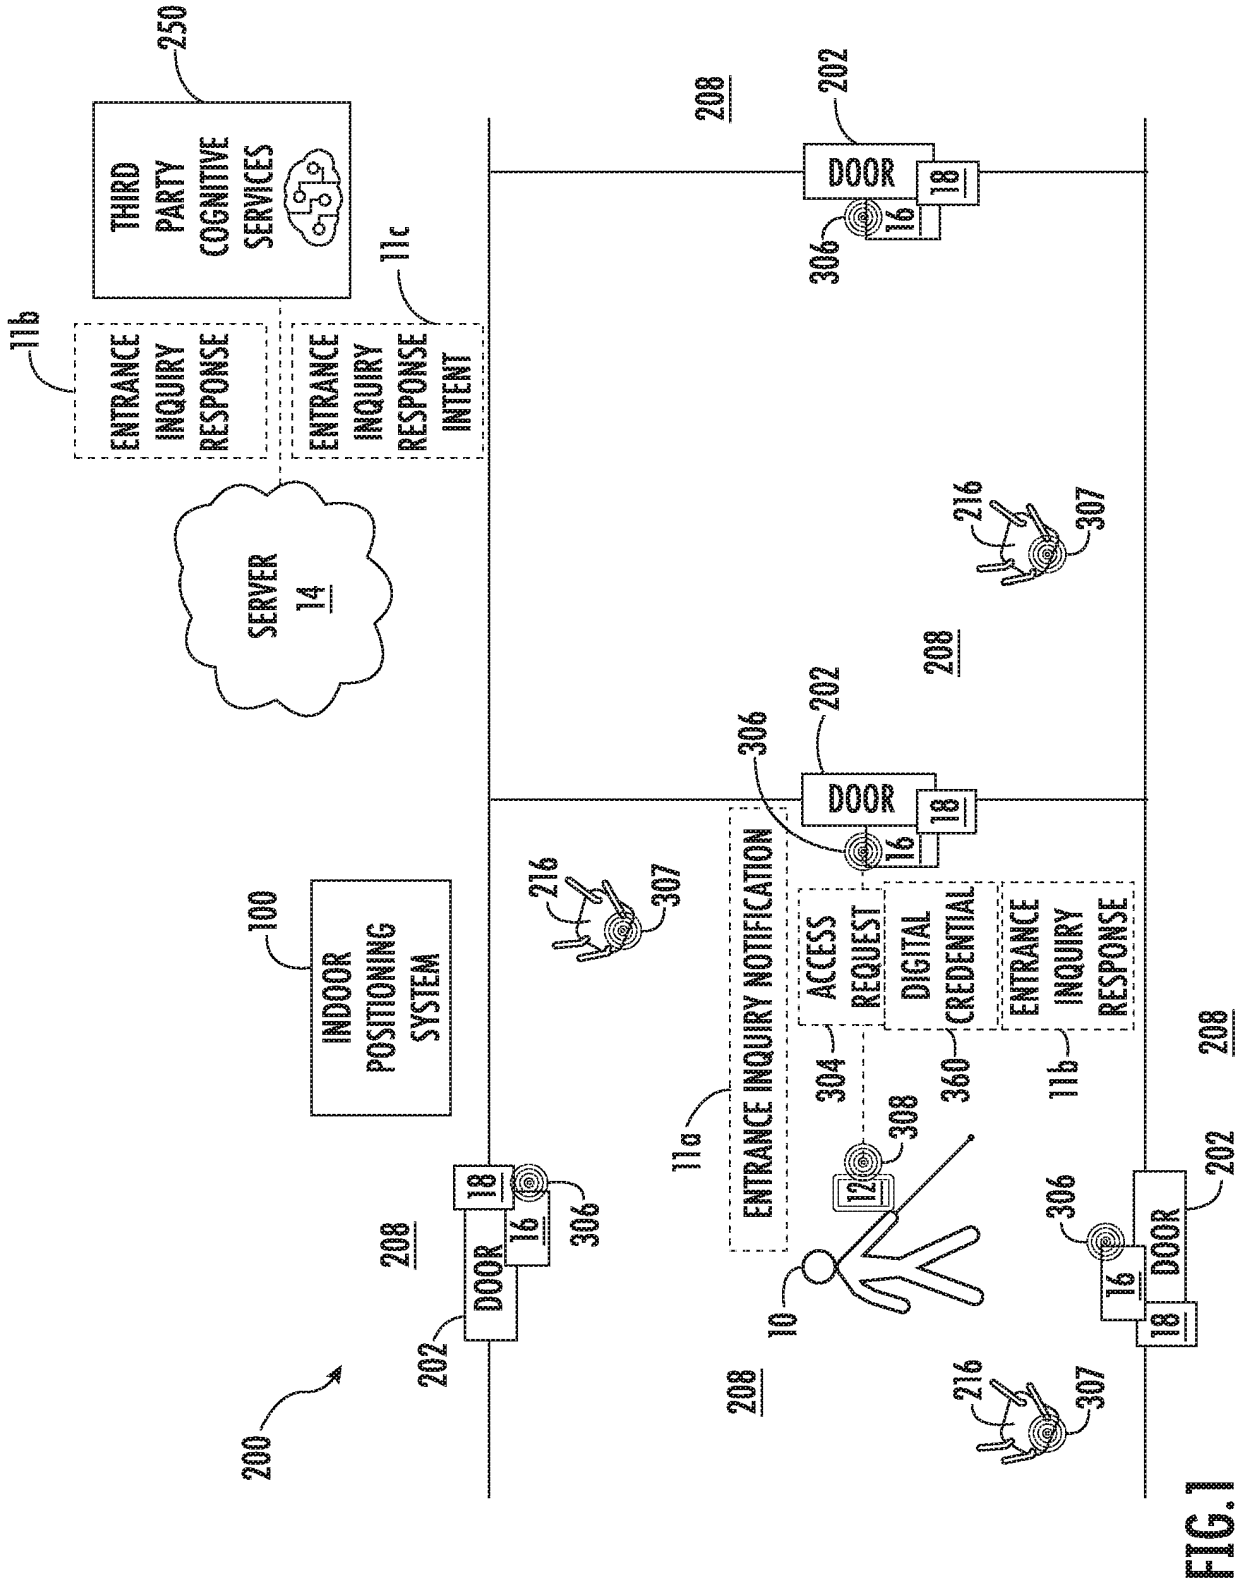 200
100
INDOOR
POSITIONING
SYSTEM
SERVER
14
11b
ENTRANCE
INQUIRY
RESPONSE
ENTRANCE
INQUIRY
RESPONSE
INTENT
11c
250
THIRD
PARTY
COGNITIVE
SERVICES
202
208
DOOR
18
16
306
216
307
208
11a
ENTRANCE INQUIRY NOTIFICATION
306
202
DOOR
16
18
10
12
308
304
ACCESS
REQUEST
360
DIGITAL
CREDENTIAL
11b
ENTRANCE
INQUIRY
RESPONSE
216
307
306
16
DOOR
18
202
208
208
216
307
306
202
DOOR
16
18
208
FIG.1